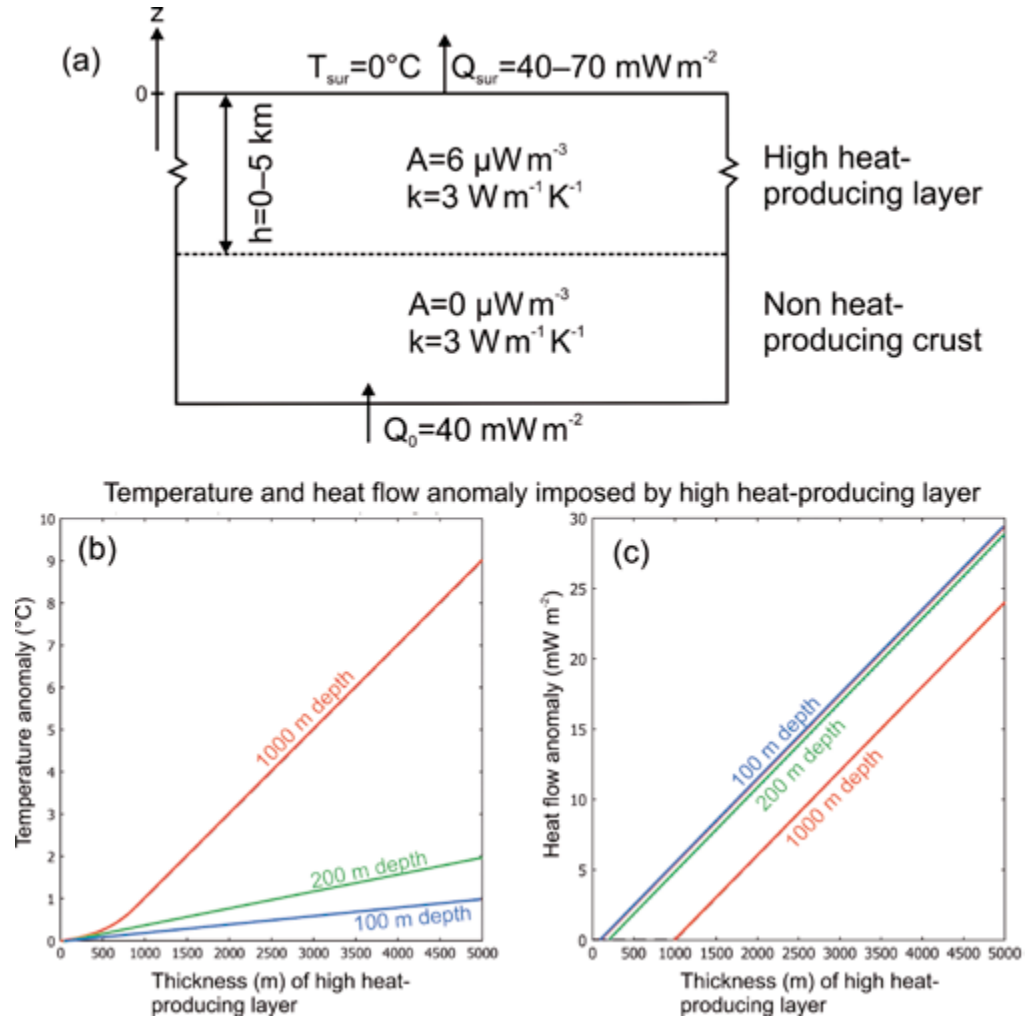 z
(a)
T_sur=0°C
Q_sur=40–70 mW m⁻²
0
h=0–5 km
A=6 µW m⁻³
k=3 W m⁻¹ K⁻¹
High heat-
producing layer
A=0 µW m⁻³
k=3 W m⁻¹ K⁻¹
Non heat-
producing crust
Q₀=40 mW m⁻²
Temperature and heat flow anomaly imposed by high heat-producing layer
(b)
Temperature anomaly (°C)
10
9
8
7
6
5
4
3
2
1
0
1000 m depth
200 m depth
100 m depth
0 500 1000 1500 2000 2500 3000 3500 4000 4500 5000
Thickness (m) of high heat-
producing layer
(c)
Heat flow anomaly (mW m⁻²)
30
25
20
15
10
5
0
100 m depth
200 m depth
1000 m depth
0 500 1000 1500 2000 2500 3000 3500 4000 4500 5000
Thickness (m) of high heat-
producing layer